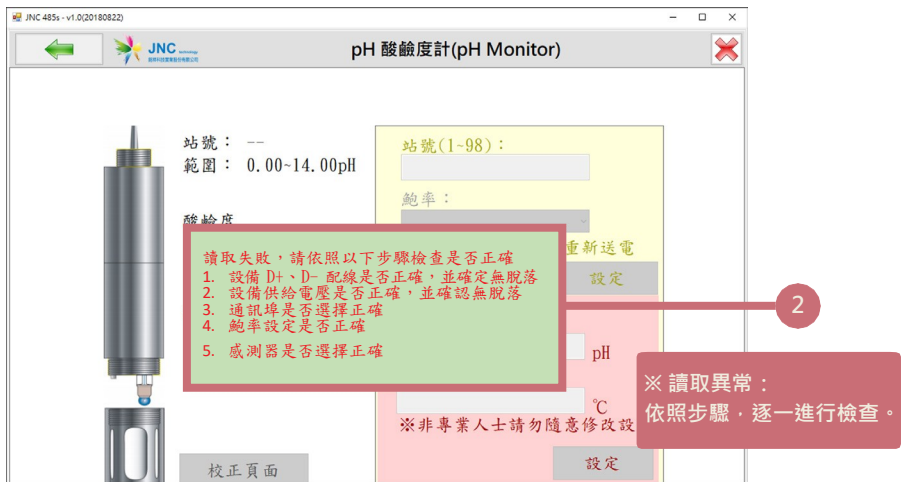 JNC 485s - v1.0(20180822)
JNC technology
pH 酸鹼度計(pH Monitor)
站號： --
範圍： 0.00~14.00pH
酸鹼度
站號(1~98)：
鮑率：
重新送電
設定
讀取失敗，請依照以下步驟檢查是否正確
1. 設備 D+、D- 配線是否正確，並確定無脫落
2. 設備供給電壓是否正確，並確認無脫落
3. 通訊埠是否選擇正確
4. 鮑率設定是否正確
5. 感測器是否選擇正確
2
pH
℃
※非專業人士請勿隨意修改設
設定
校正頁面
※ 讀取異常：
依照步驟，逐一進行檢查。